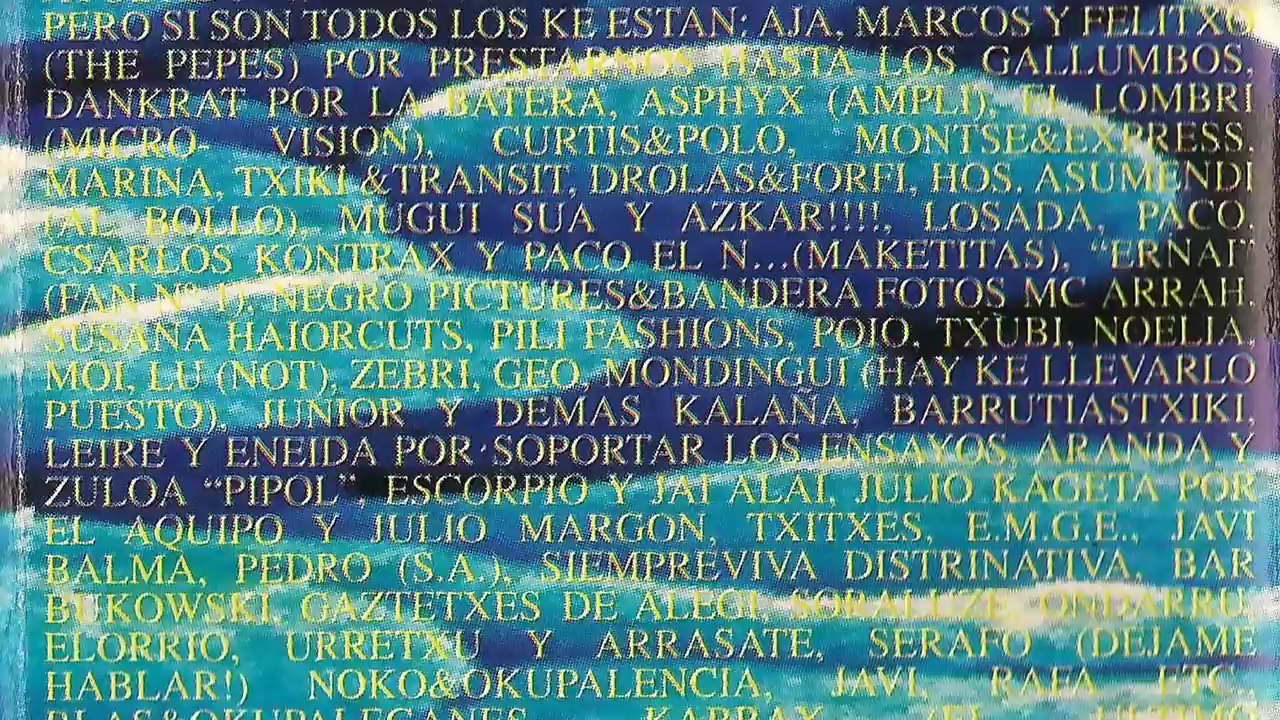 PERO SI SON TODOS LOS KE ESTAN: AJA, MARCOS Y FELITXO
(THE PEPES) POR PRESTARNOS HASTA LOS GALLUMBOS,
DANKRAT POR LA BATERA, ASPHYX (AMPLI), EL LOMBRI
(MICRO- VISION), CURTIS&POLO, MONTSE&EXPRESS,
MARINA, TXIKI &TRANSIT, DROLAS&FORFI, HOS. ASUMENDI
(AL BOLLO), MUGUI SUA Y AZKAR!!!!, LOSADA, PACO,
CSARLOS KONTRAX Y PACO EL N...(MAKETITAS), “ERNAI”
(FAN Nº 1), NEGRO PICTURES&BANDERA FOTOS MC ARRAH,
SUSANA HAIORCUTS, PILI FASHIONS, POIO, TXUBI, NOELIA,
MOI, LU (NOT), ZEBRI, GEO, MONDINGUI (HAY KE LLEVARLO
PUESTO), JUNIOR Y DEMAS KALAÑA, BARRUTIASTXIKI,
LEIRE Y ENEIDA POR SOPORTAR LOS ENSAYOS, ARANDA Y
ZULOA “PIPOL”, ESCORPIO Y JAI ALAI, JULIO KAGETA POR
EL AQUIPO Y JULIO MARGON, TXITXES, E.M.G.E., JAVI
BALMA, PEDRO (S.A.), SIEMPREVIVA DISTRINATIVA, BAR
BUKOWSKI, GAZTETXES DE ALEGI, SORALUZE, ONDARRU,
ELORRIO, URRETXU Y ARRASATE, SERAFO (DEJAME
HABLAR!) NOKO&OKUPALENCIA, JAVI, RAFA ETC.,
BLAS&OKUPALEGANES,